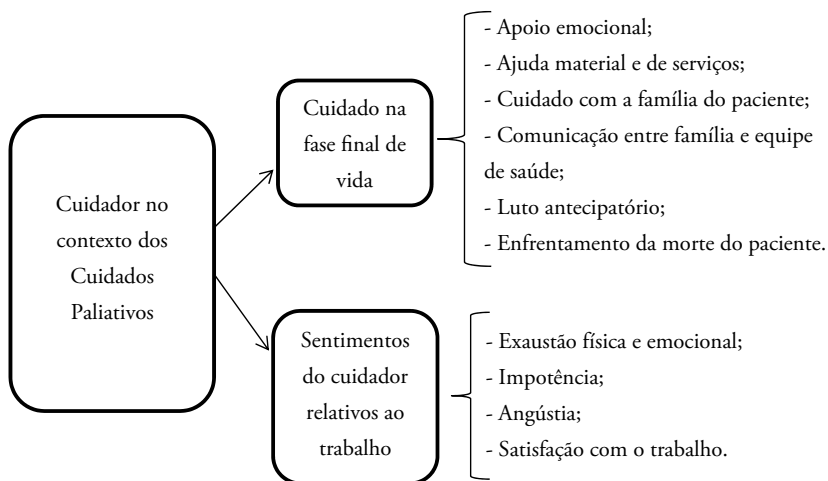 Cuidador no
contexto dos
Cuidados
Paliativos
Cuidado na
fase final de
vida
- Apoio emocional;
- Ajuda material e de serviços;
- Cuidado com a família do paciente;
- Comunicação entre família e equipe
de saúde;
- Luto antecipatório;
- Enfrentamento da morte do paciente.
Sentimentos
do cuidador
relativos ao
trabalho
- Exaustão física e emocional;
- Impotência;
- Angústia;
- Satisfação com o trabalho.